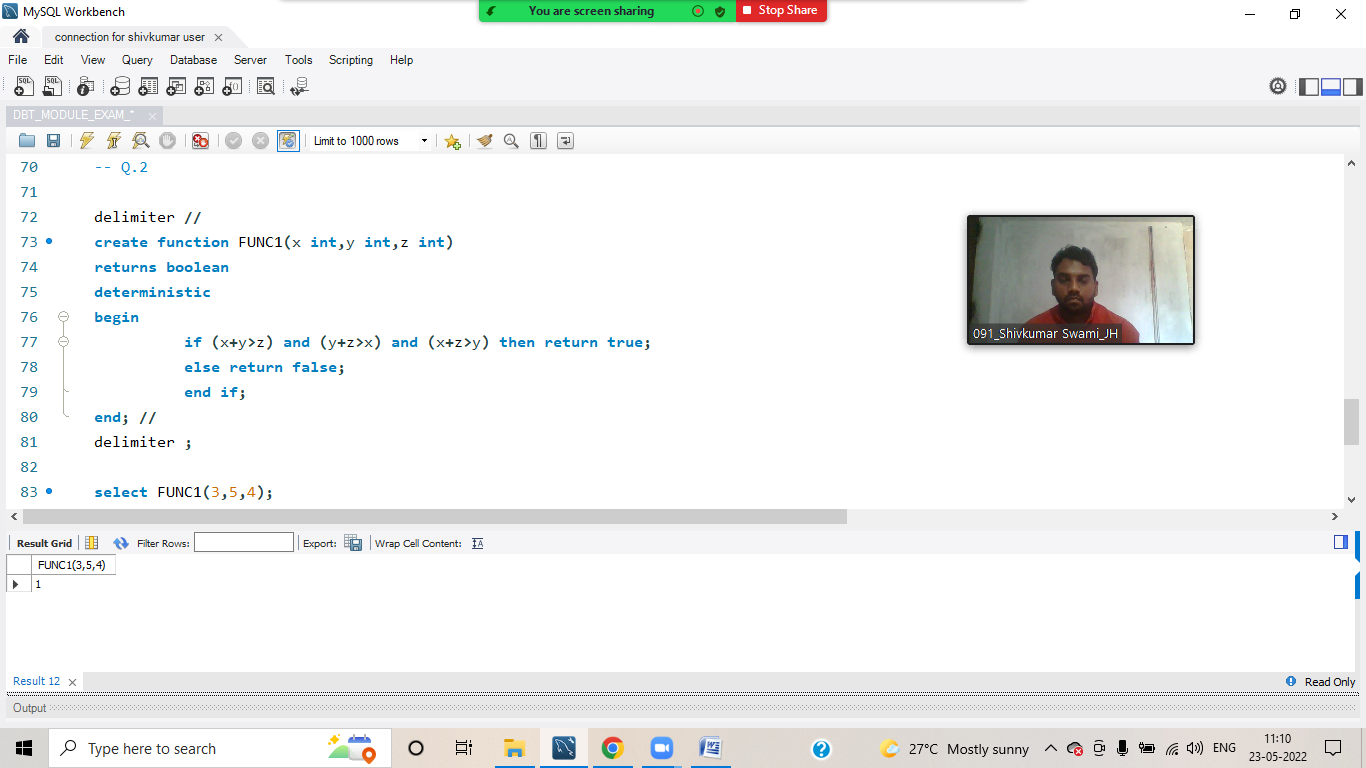 MySQL Workbench
You are screen sharing
Stop Share
connection for shivkumar user
File Edit View Query Database Server Tools Scripting Help
DBT_MODULE_EXAM_*
Limit to 1000 rows
70 -- Q.2
71
72 delimiter //
73 create function FUNC1(x int,y int,z int)
74 returns boolean
75 deterministic
76 begin
77 if (x+y>z) and (y+z>x) and (x+z>y) then return true;
78 else return false;
79 end if;
80 end; //
81 delimiter ;
82
83 select FUNC1(3,5,4);
091_Shivkumar Swami_JH
Result Grid Filter Rows: Export: Wrap Cell Content:
FUNC1(3,5,4)
1
Result 12
Read Only
Output
Type here to search
27°C Mostly sunny
ENG
11:10
23-05-2022